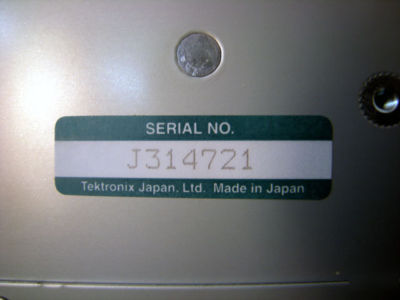 SERIAL NO.
J314721
Tektronix Japan, Ltd. Made in Japan